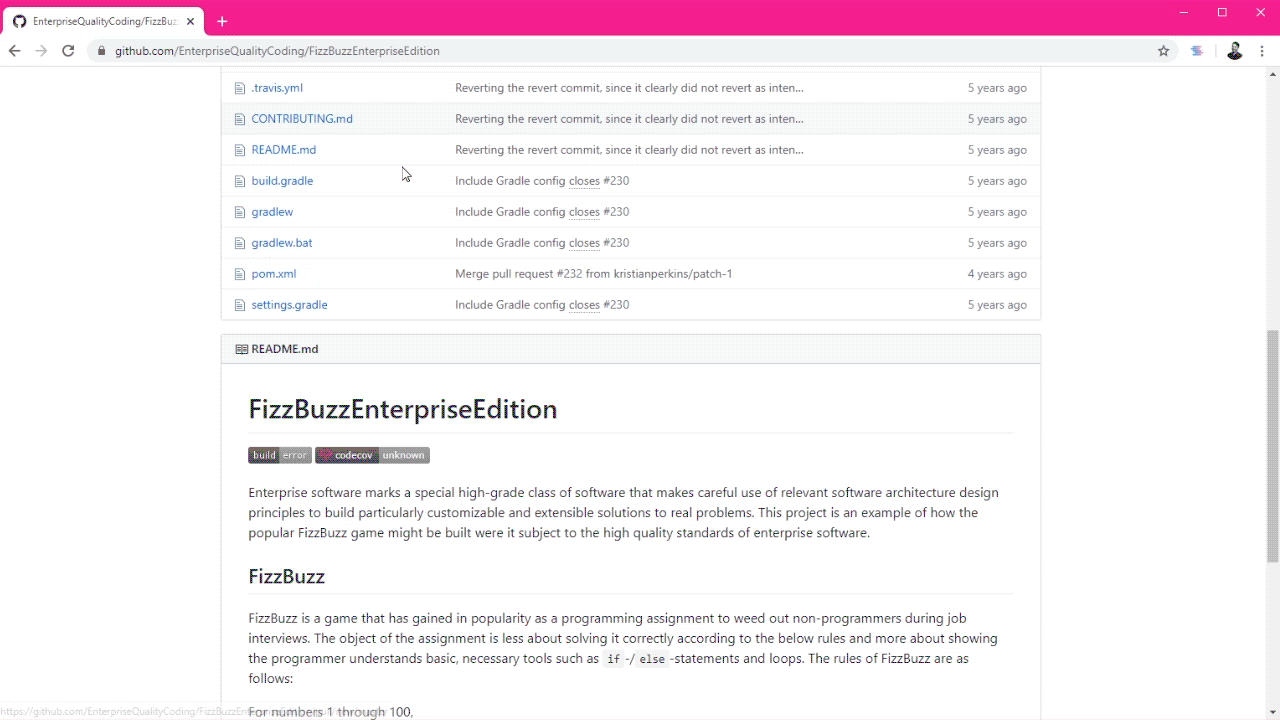 EnterpriseQualityCoding/FizzBuz
github.com/EnterpriseQualityCoding/FizzBuzzEnterpriseEdition
.travis.yml Reverting the revert commit, since it clearly did not revert as inten... 5 years ago
CONTRIBUTING.md Reverting the revert commit, since it clearly did not revert as inten... 5 years ago
README.md Reverting the revert commit, since it clearly did not revert as inten... 5 years ago
build.gradle Include Gradle config closes #230 5 years ago
gradlew Include Gradle config closes #230 5 years ago
gradlew.bat Include Gradle config closes #230 5 years ago
pom.xml Merge pull request #232 from kristianperkins/patch-1 4 years ago
settings.gradle Include Gradle config closes #230 5 years ago
README.md
FizzBuzzEnterpriseEdition
build error codecov unknown
Enterprise software marks a special high-grade class of software that makes careful use of relevant software architecture design
principles to build particularly customizable and extensible solutions to real problems. This project is an example of how the
popular FizzBuzz game might be built were it subject to the high quality standards of enterprise software.
FizzBuzz
FizzBuzz is a game that has gained in popularity as a programming assignment to weed out non-programmers during job
interviews. The object of the assignment is less about solving it correctly according to the below rules and more about showing
the programmer understands basic, necessary tools such as if -/ else -statements and loops. The rules of FizzBuzz are as
follows:
For numbers 1 through 100,